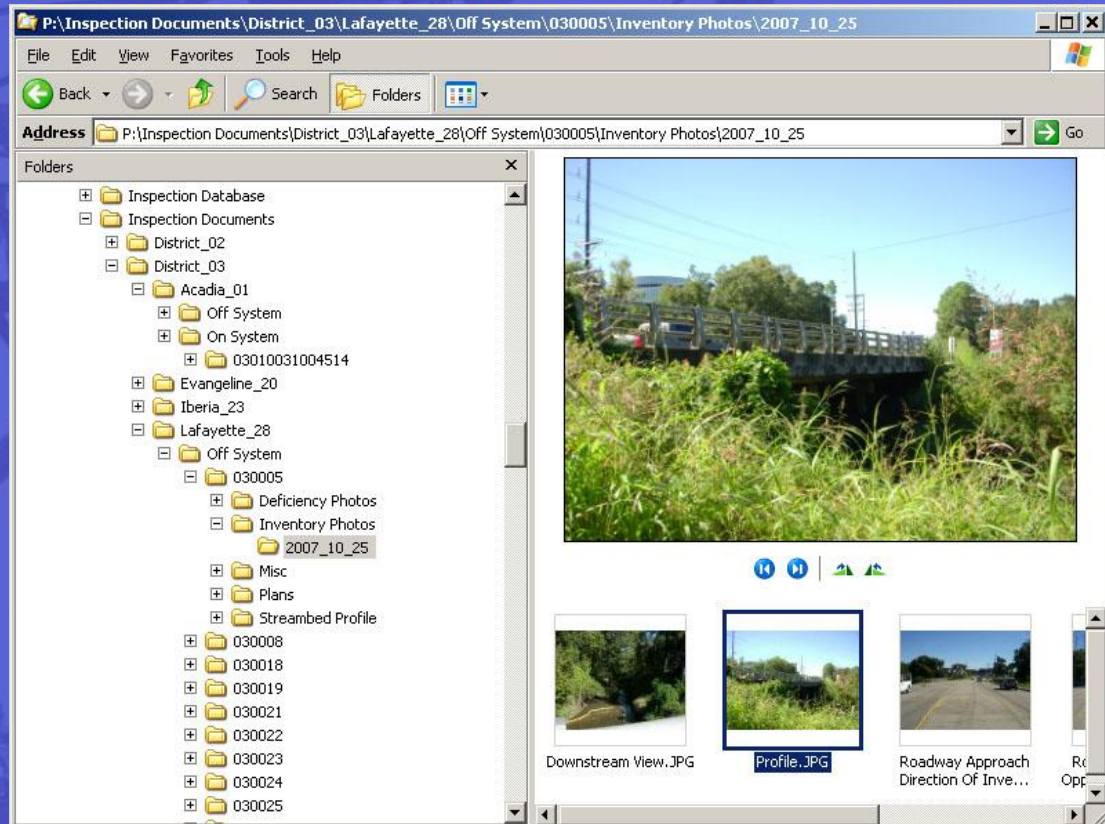 P:\Inspection Documents\District_03\Lafayette_28\Off System\030005\Inventory Photos\2007_10_25
File Edit View Favorites Tools Help
Back Search Folders
Address P:\Inspection Documents\District_03\Lafayette_28\Off System\030005\Inventory Photos\2007_10_25 Go
Folders
Inspection Database
Inspection Documents
District_02
District_03
Acadia_01
Off System
On System
03010031004514
Evangeline_20
Iberia_23
Lafayette_28
Off System
030005
Deficiency Photos
Inventory Photos
2007_10_25
Misc
Plans
Streambed Profile
030008
030018
030019
030021
030022
030023
030024
030025
Downstream View.JPG
Profile.JPG
Roadway Approach
Direction Of Inve...